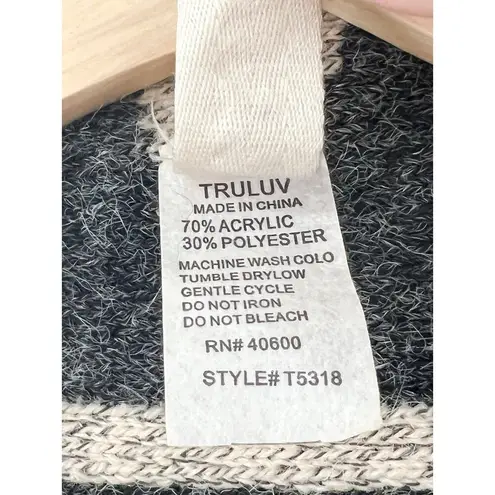 TRULUV
MADE IN CHINA
70% ACRYLIC
30% POLYESTER
MACHINE WASH COLO
TUMBLE DRYLOW
GENTLE CYCLE
DO NOT IRON
DO NOT BLEACH
RN# 40600
STYLE# T5318